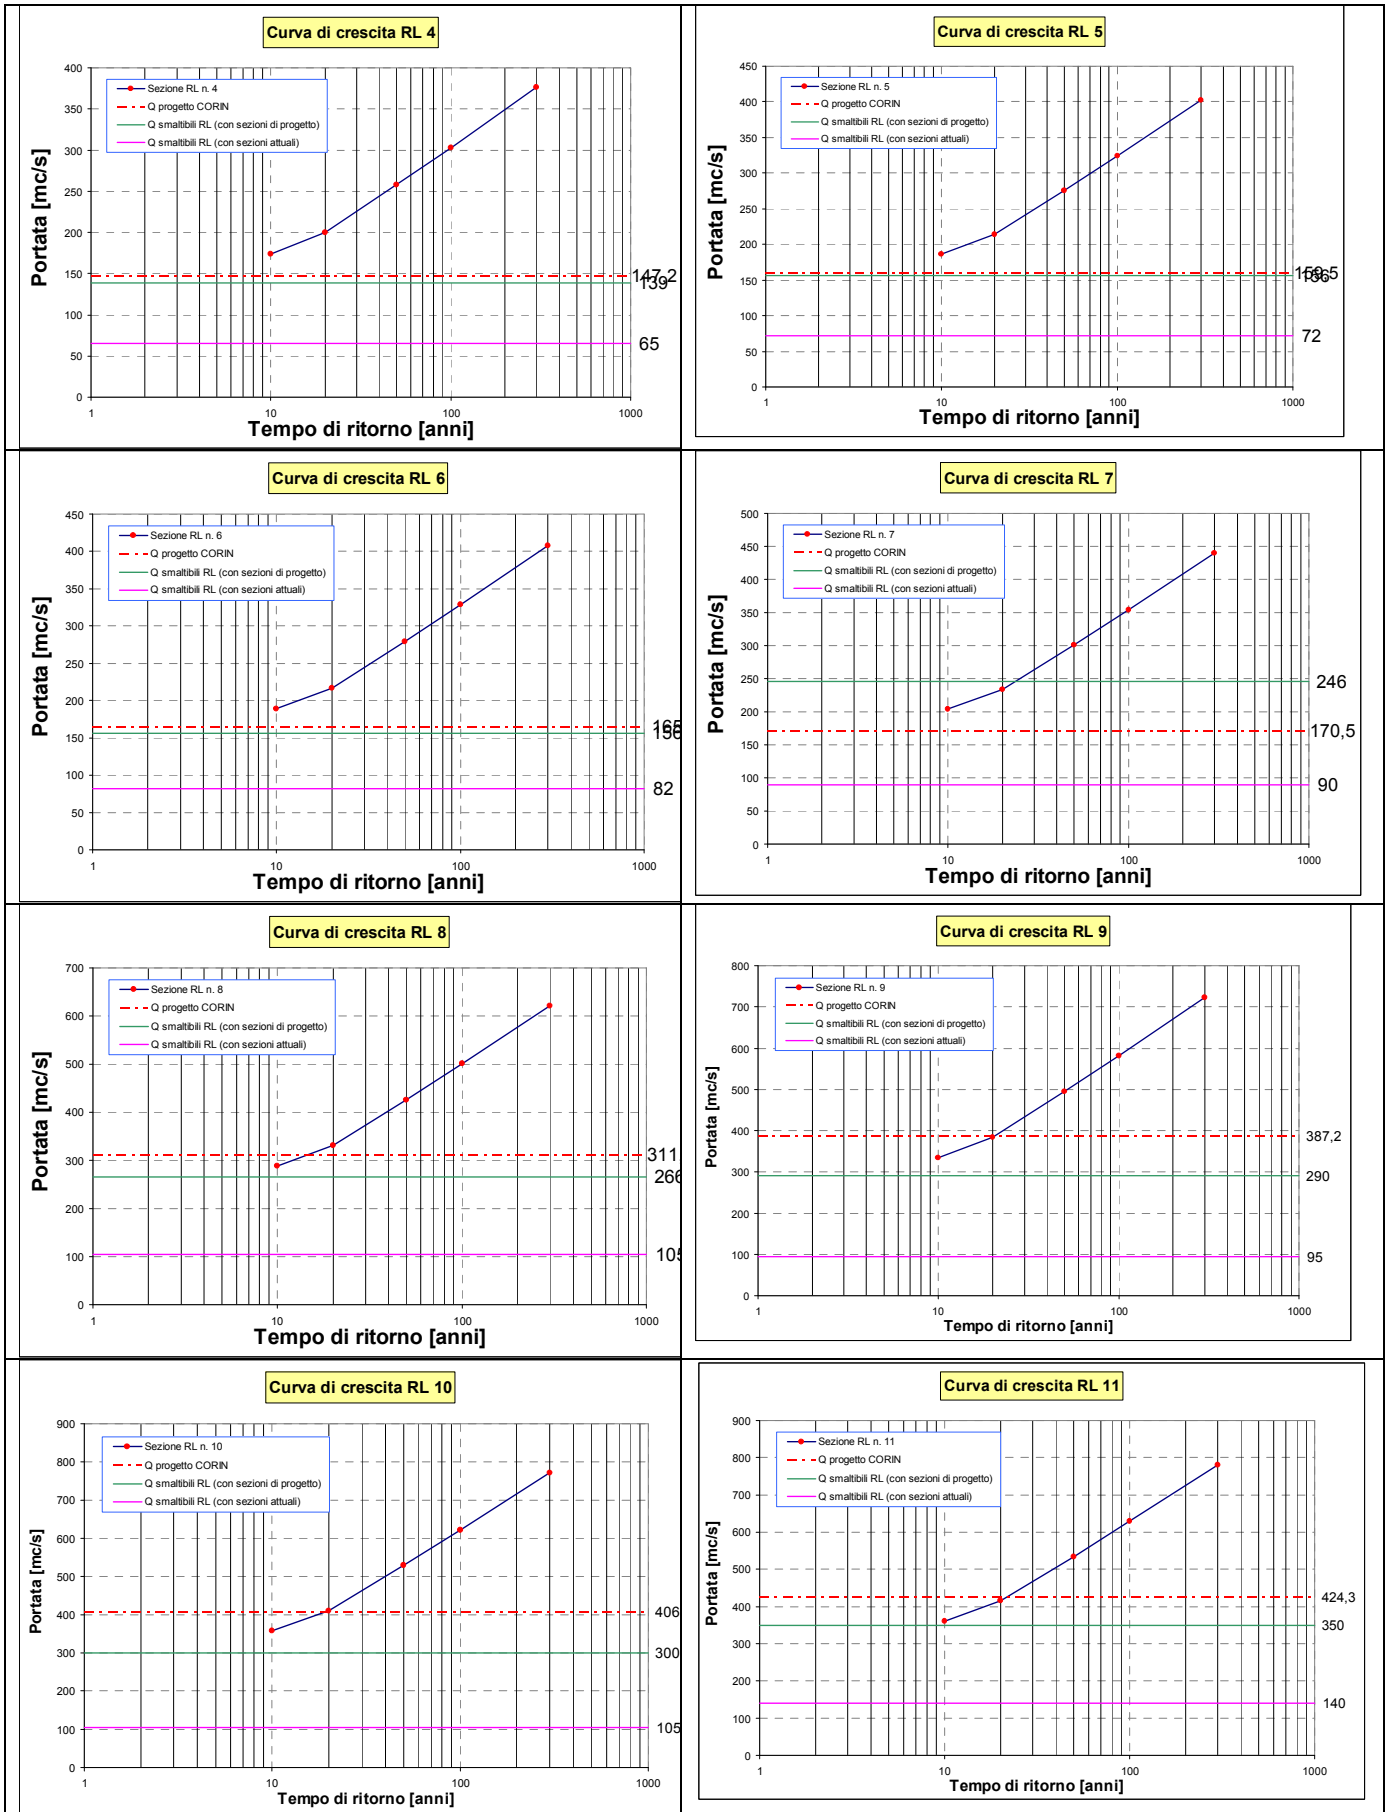 Curva di crescita RL 4
Portata [mc/s]
400
350
300
250
200
150
100
50
0
Sezione RL n. 4
Q progetto CORIN
Q smaltibili RL (con sezioni di progetto)
Q smaltibili RL (con sezioni attuali)
147,2
139
65
1
10
100
1000
Tempo di ritorno [anni]
Curva di crescita RL 5
Portata [mc/s]
450
400
350
300
250
200
150
100
50
0
Sezione RL n. 5
Q progetto CORIN
Q smaltibili RL (con sezioni di progetto)
Q smaltibili RL (con sezioni attuali)
159,5
156
72
1
10
100
1000
Tempo di ritorno [anni]
Curva di crescita RL 6
Portata [mc/s]
450
400
350
300
250
200
150
100
50
0
Sezione RL n. 6
Q progetto CORIN
Q smaltibili RL (con sezioni di progetto)
Q smaltibili RL (con sezioni attuali)
165
156
82
1
10
100
1000
Tempo di ritorno [anni]
Curva di crescita RL 7
Portata [mc/s]
500
450
400
350
300
250
200
150
100
50
0
Sezione RL n. 7
Q progetto CORIN
Q smaltibili RL (con sezioni di progetto)
Q smaltibili RL (con sezioni attuali)
246
170,5
90
1
10
100
1000
Tempo di ritorno [anni]
Curva di crescita RL 8
Portata [mc/s]
700
600
500
400
300
200
100
0
Sezione RL n. 8
Q progetto CORIN
Q smaltibili RL (con sezioni di progetto)
Q smaltibili RL (con sezioni attuali)
311
266
105
1
10
100
1000
Tempo di ritorno [anni]
Curva di crescita RL 9
Portata [mc/s]
800
700
600
500
400
300
200
100
0
Sezione RL n. 9
Q progetto CORIN
Q smaltibili RL (con sezioni di progetto)
Q smaltibili RL (con sezioni attuali)
387,2
290
95
1
10
100
1000
Tempo di ritorno [anni]
Curva di crescita RL 10
Portata [mc/s]
900
800
700
600
500
400
300
200
100
0
Sezione RL n. 10
Q progetto CORIN
Q smaltibili RL (con sezioni di progetto)
Q smaltibili RL (con sezioni attuali)
406
300
105
1
10
100
1000
Tempo di ritorno [anni]
Curva di crescita RL 11
Portata [mc/s]
900
800
700
600
500
400
300
200
100
0
Sezione RL n. 11
Q progetto CORIN
Q smaltibili RL (con sezioni di progetto)
Q smaltibili RL (con sezioni attuali)
424,3
350
140
1
10
100
1000
Tempo di ritorno [anni]